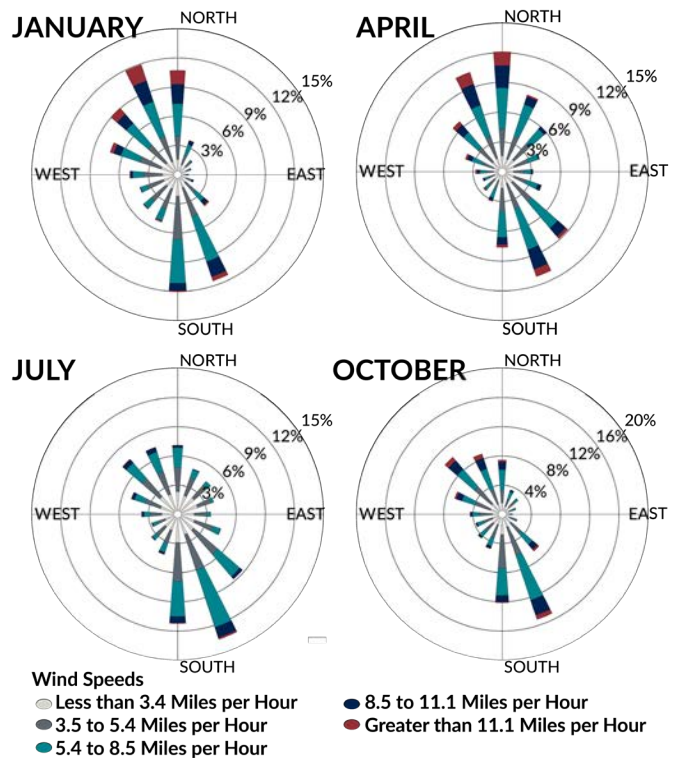 JANUARY
NORTH
15%
12%
9%
6%
3%
WEST
EAST
SOUTH
APRIL
NORTH
15%
12%
9%
6%
3%
WEST
EAST
SOUTH
JULY
NORTH
15%
12%
9%
6%
3%
WEST
EAST
SOUTH
OCTOBER
NORTH
20%
16%
12%
8%
4%
WEST
EAST
SOUTH
Wind Speeds
Less than 3.4 Miles per Hour
3.5 to 5.4 Miles per Hour
5.4 to 8.5 Miles per Hour
8.5 to 11.1 Miles per Hour
Greater than 11.1 Miles per Hour